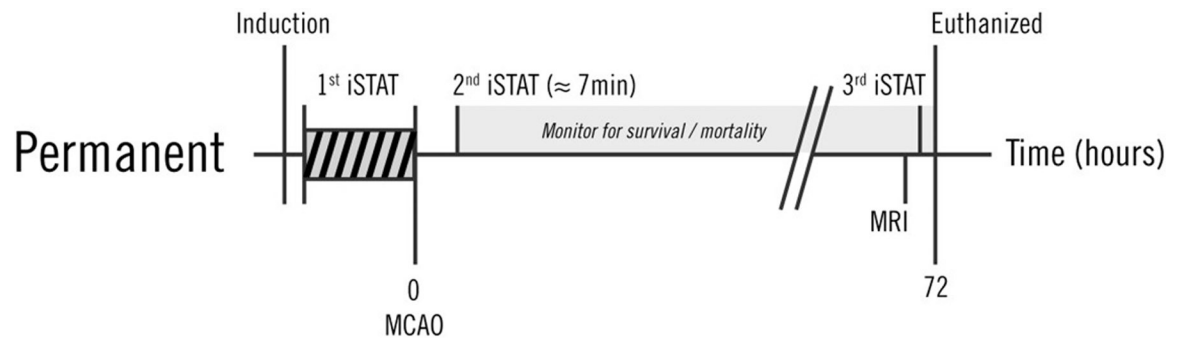 Induction
Euthanized
1st iSTAT
2nd iSTAT (≈ 7min)
3rd iSTAT
Monitor for survival / mortality
Permanent
Time (hours)
MRI
0
72
MCAO